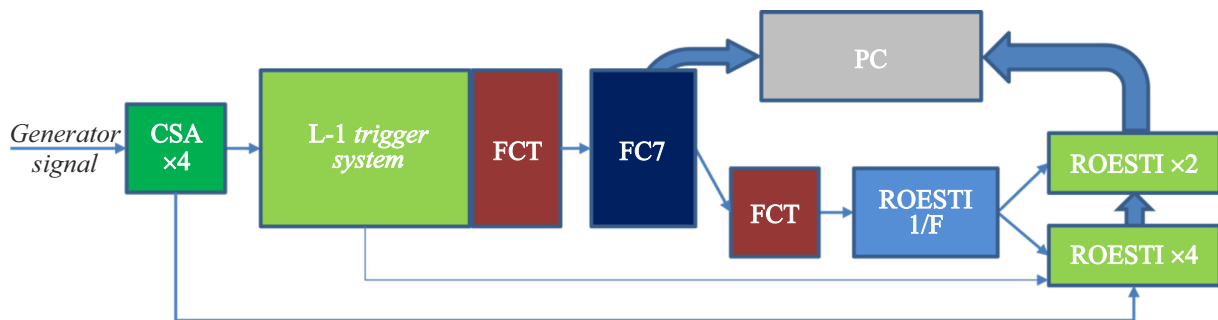 Generator
signal
CSA
×4
L-1 trigger
system
FCT
FC7
PC
FCT
ROESTI
1/F
ROESTI ×2
ROESTI ×4